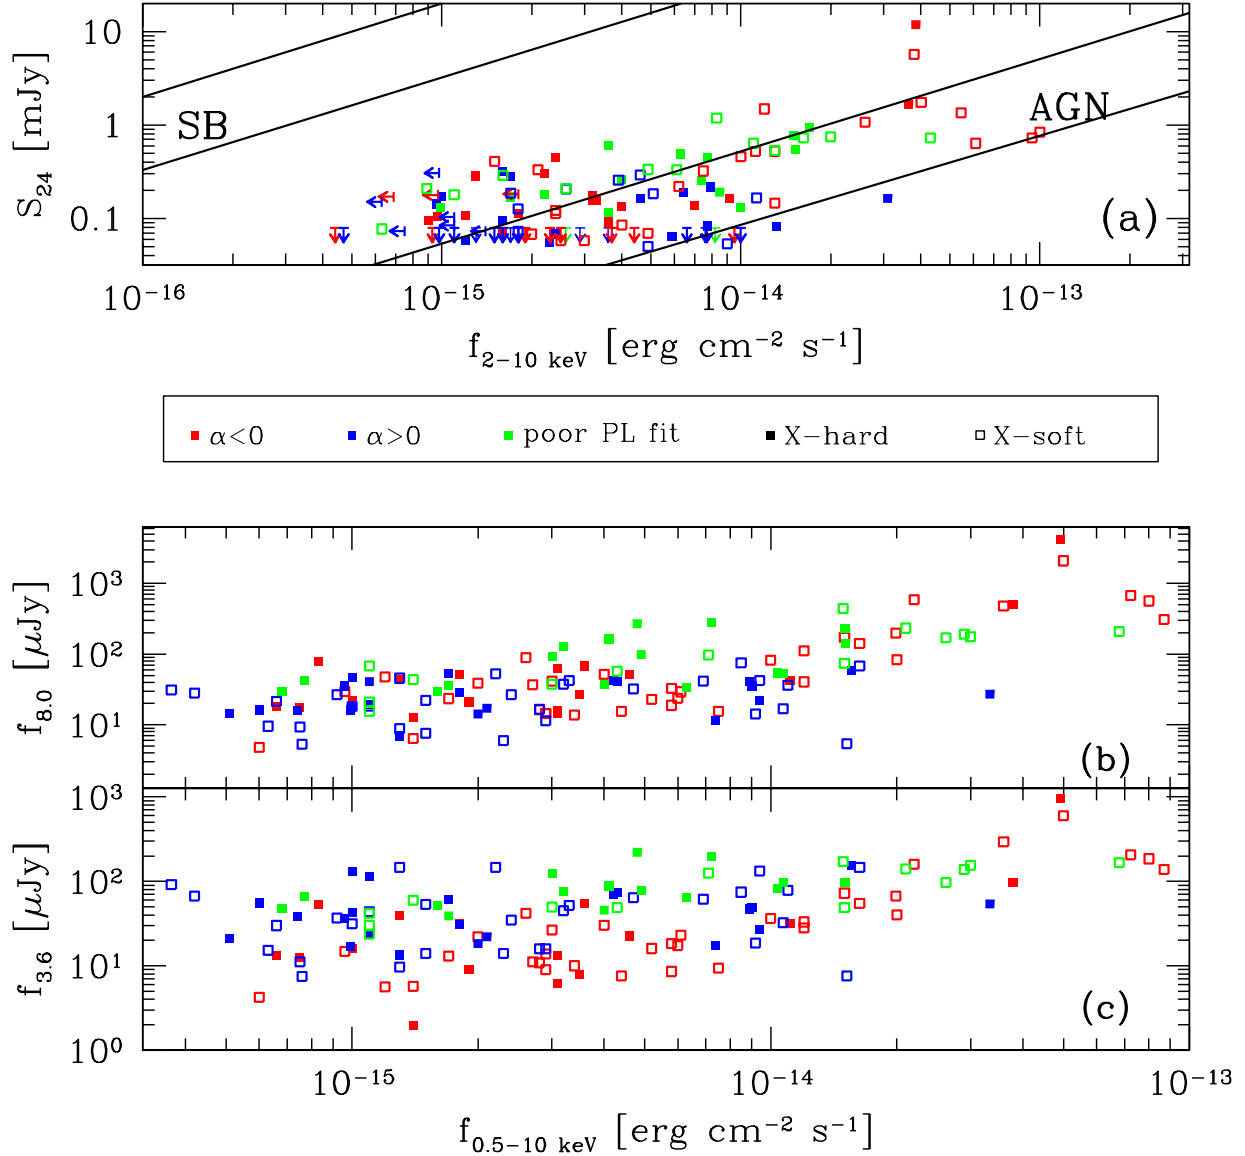 S₂₄ [mJy]
10
1
0.1
SB
AGN
(a)
10⁻¹⁶ 10⁻¹⁵ 10⁻¹⁴ 10⁻¹³
f₂₋₁₀ ₖₑV [erg cm⁻² s⁻¹]
α<0 α>0 poor PL fit X-hard X-soft
f₈.₀ [μJy]
10³
10²
10¹
(b)
f₃.₆ [μJy]
10³
10²
10¹
10⁰
(c)
10⁻¹⁵ 10⁻¹⁴ 10⁻¹³
f₀.₅₋₁₀ ₖₑV [erg cm⁻² s⁻¹]